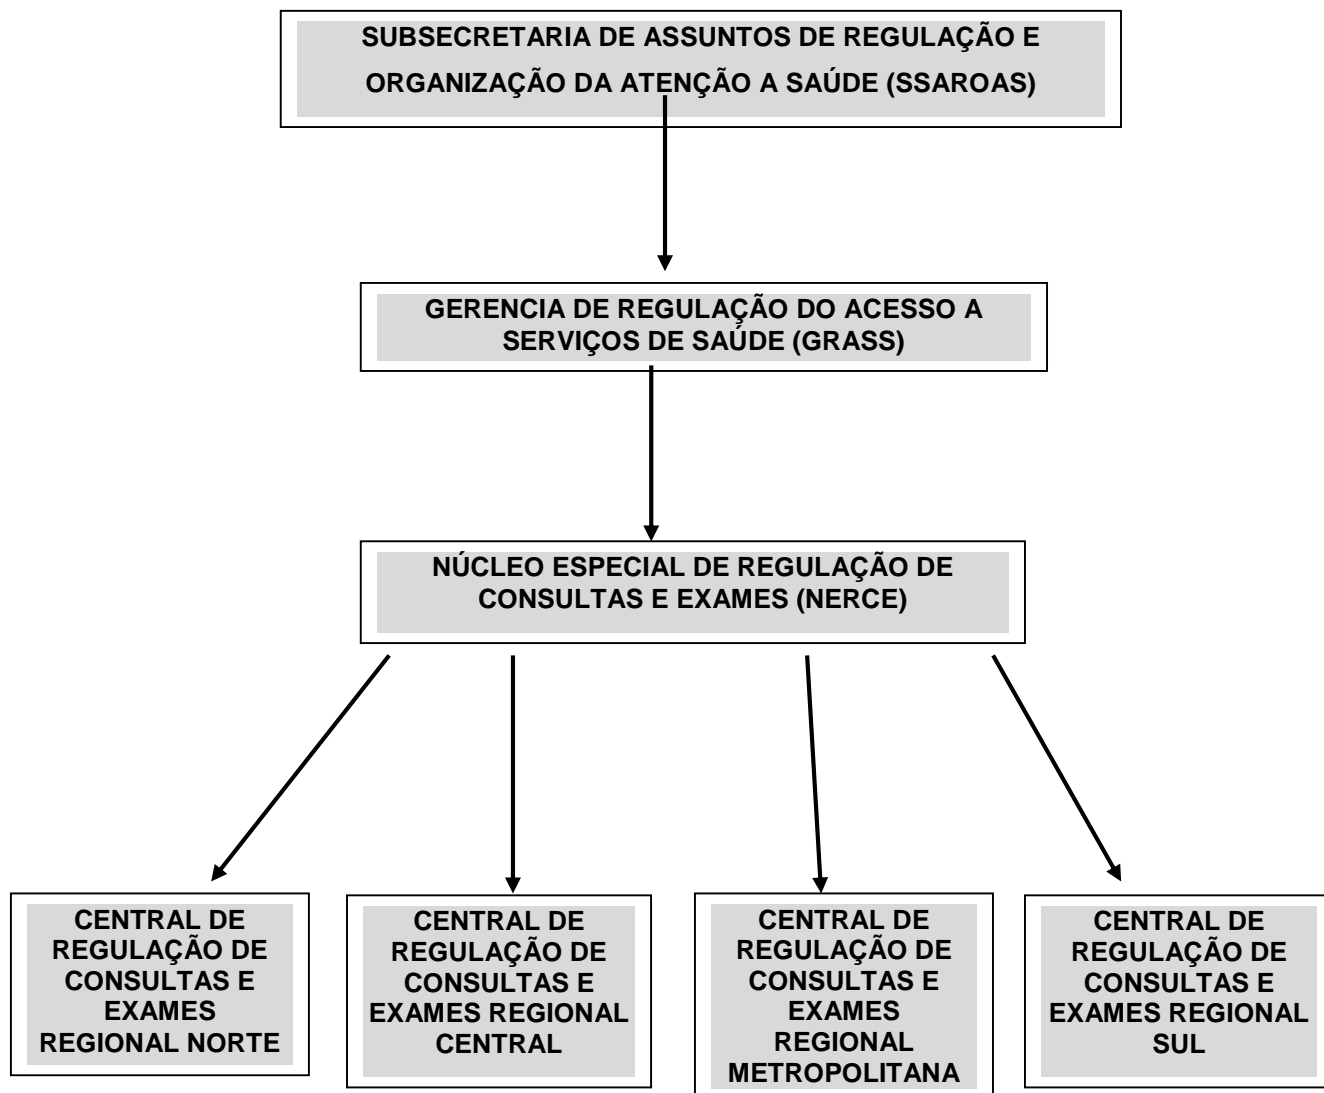 SUBSECRETARIA DE ASSUNTOS DE REGULAÇÃO E
ORGANIZAÇÃO DA ATENÇÃO A SAÚDE (SSAROAS)
GERENCIA DE REGULAÇÃO DO ACESSO A
SERVIÇOS DE SAÚDE (GRASS)
NÚCLEO ESPECIAL DE REGULAÇÃO DE
CONSULTAS E EXAMES (NERCE)
CENTRAL DE
REGULAÇÃO DE
CONSULTAS E
EXAMES
REGIONAL NORTE
CENTRAL DE
REGULAÇÃO DE
CONSULTAS E
EXAMES REGIONAL
CENTRAL
CENTRAL DE
REGULAÇÃO DE
CONSULTAS E
EXAMES
REGIONAL
METROPOLITANA
CENTRAL DE
REGULAÇÃO DE
CONSULTAS E
EXAMES REGIONAL
SUL